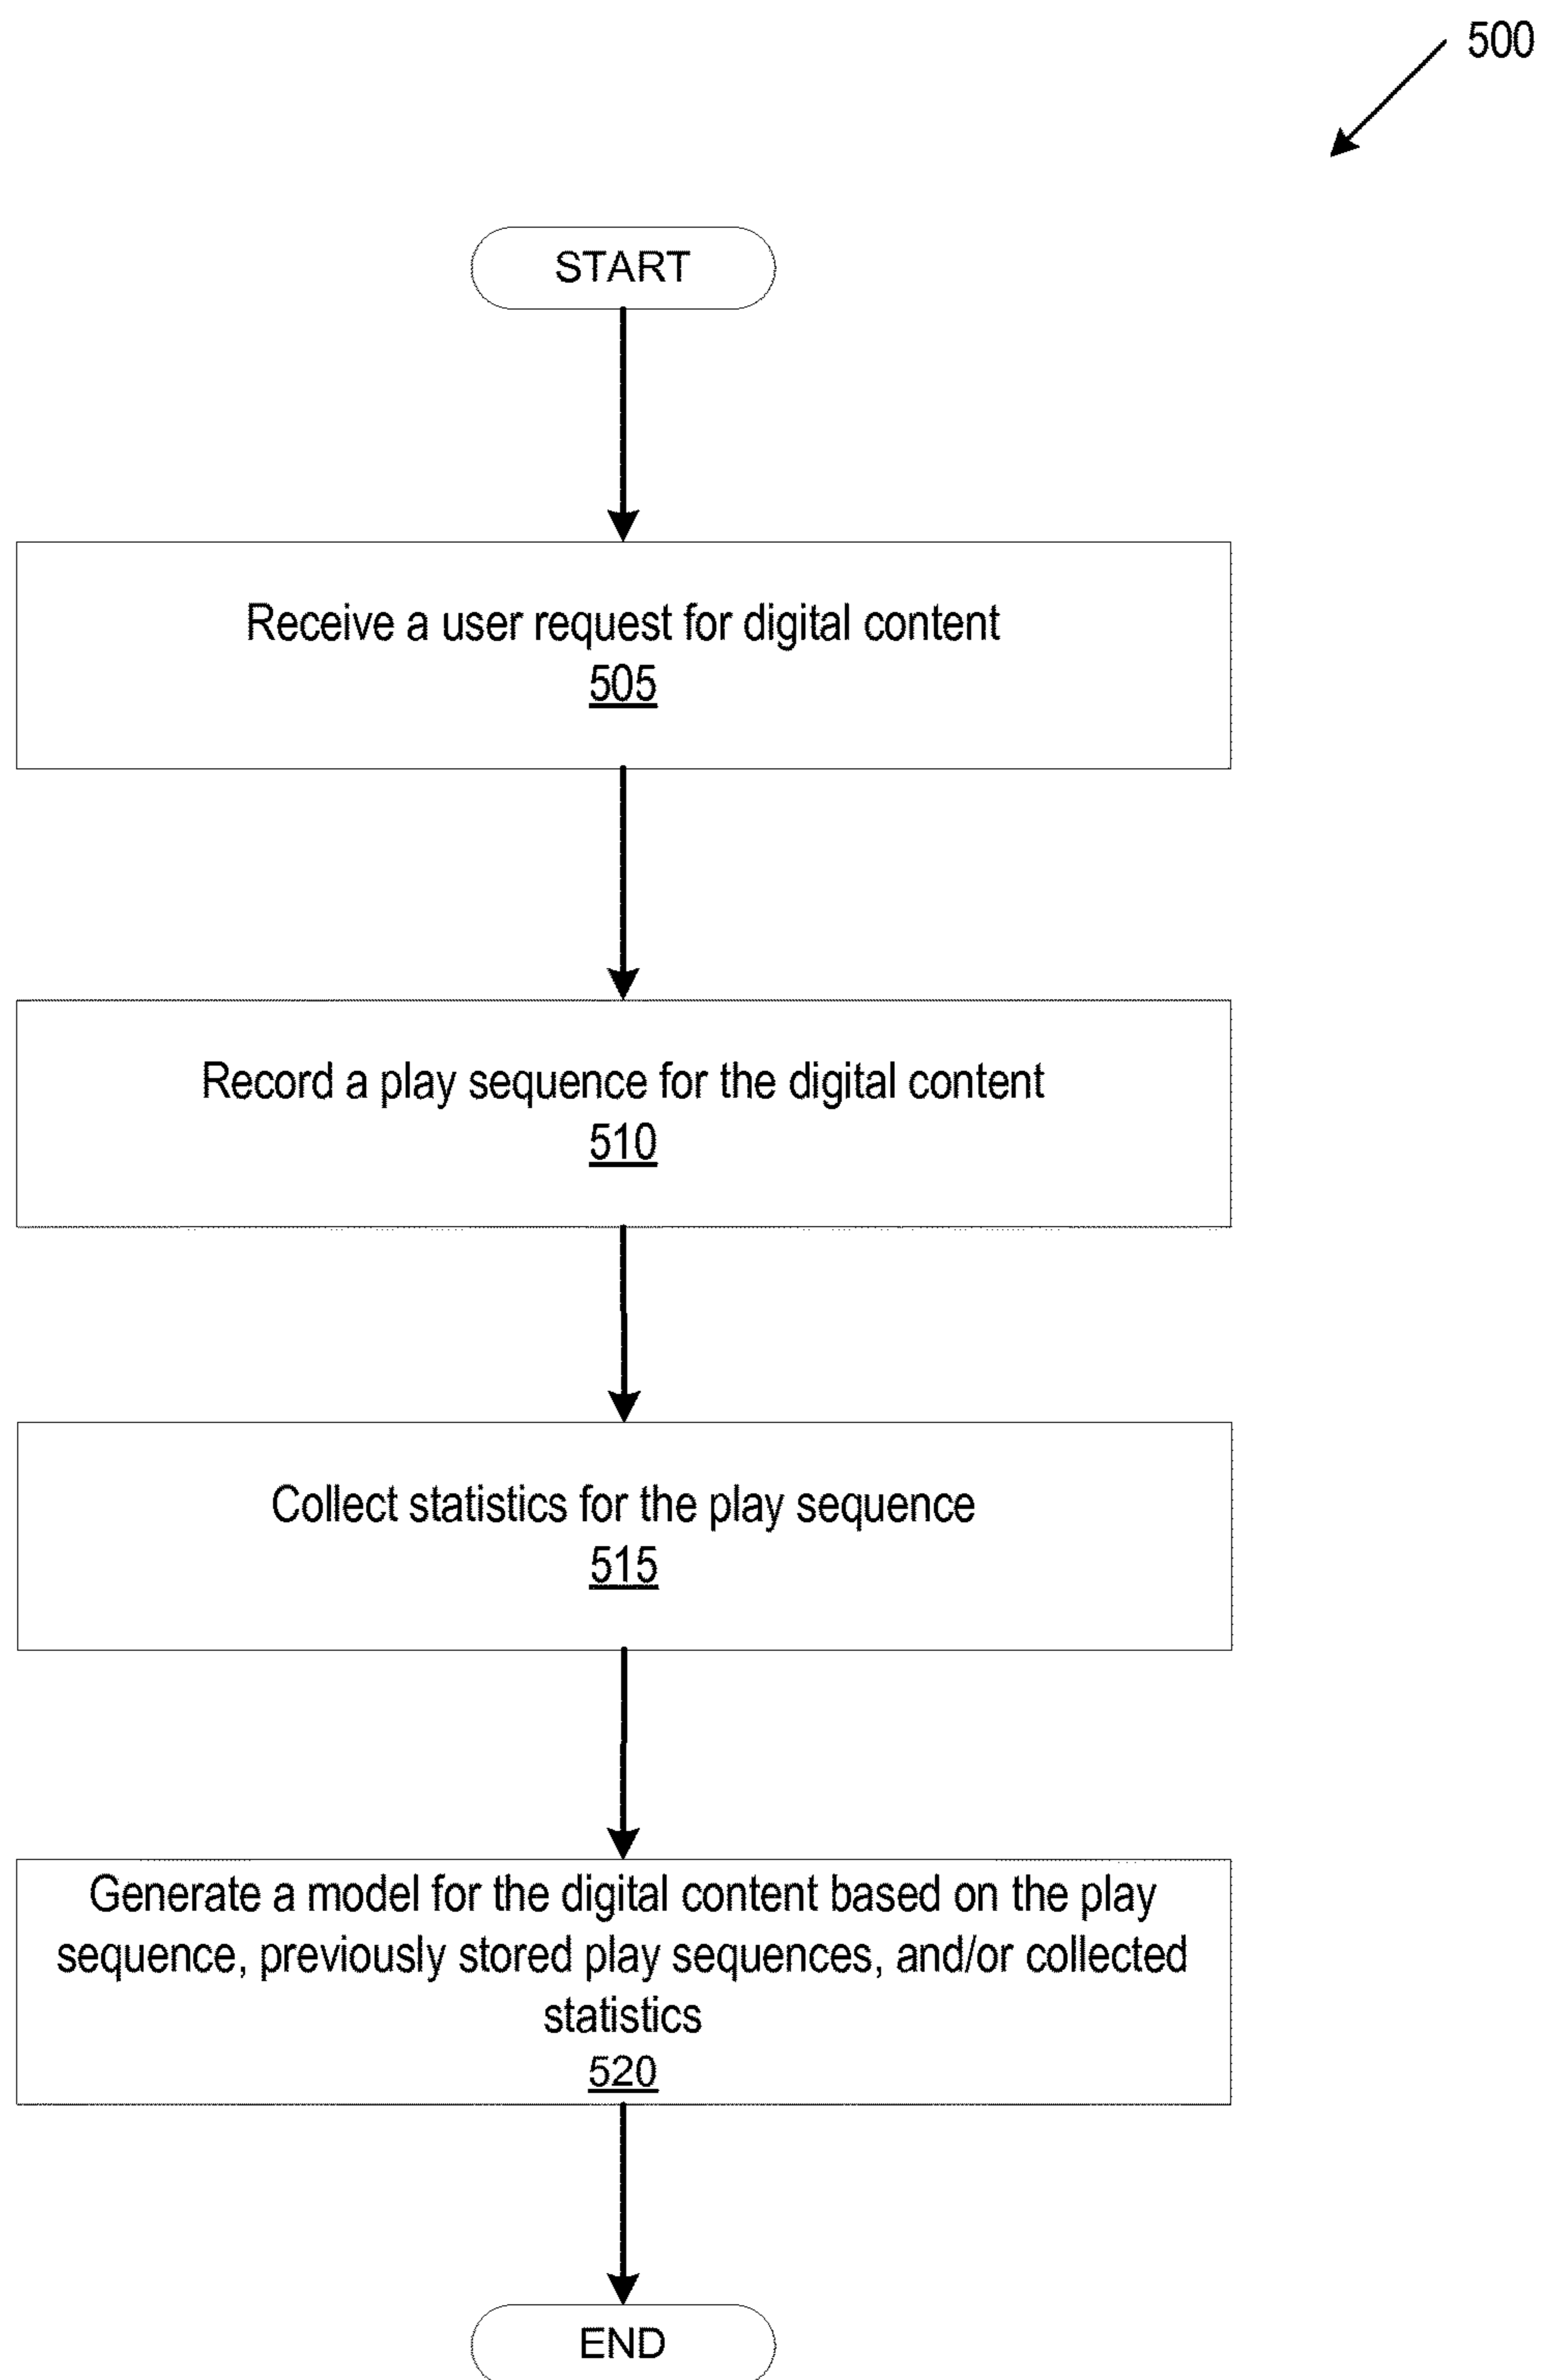 500
START
Receive a user request for digital content
505
Record a play sequence for the digital content
510
Collect statistics for the play sequence
515
Generate a model for the digital content based on the play
sequence, previously stored play sequences, and/or collected
statistics
520
END